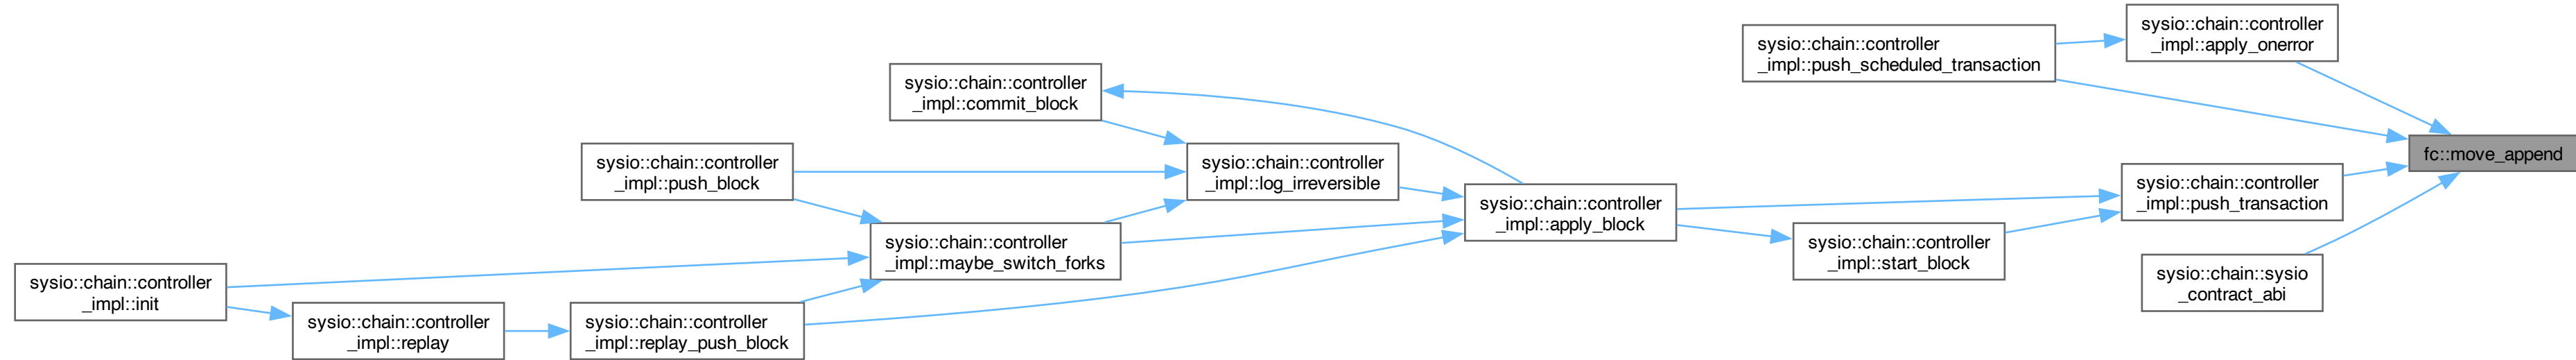 sysio::chain::controller
_impl::init
sysio::chain::controller
_impl::replay
sysio::chain::controller
_impl::push_block
sysio::chain::controller
_impl::replay_push_block
sysio::chain::controller
_impl::commit_block
sysio::chain::controller
_impl::maybe_switch_forks
sysio::chain::controller
_impl::log_irreversible
sysio::chain::controller
_impl::apply_block
sysio::chain::controller
_impl::push_scheduled_transaction
sysio::chain::controller
_impl::start_block
sysio::chain::controller
_impl::apply_onerror
sysio::chain::controller
_impl::push_transaction
sysio::chain::sysio
_contract_abi
fc::move_append